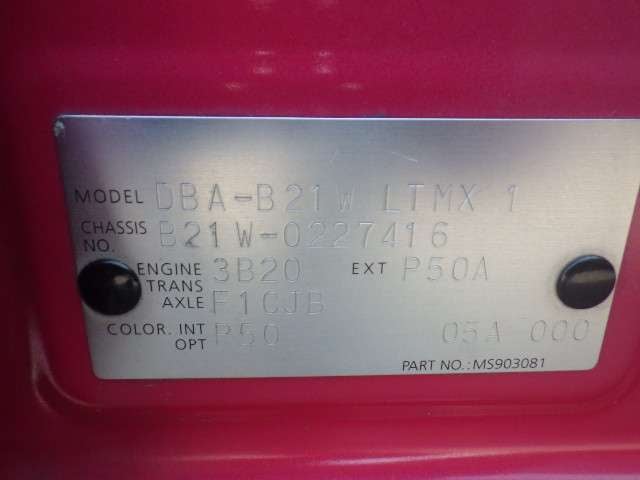 MODEL DBA-B21W LTMX 1
CHASSIS NO. B21W-0227416
ENGINE 3B20 EXT P50A
TRANS AXLE F1CJB
COLOR. INT OPT P50 05A 000
PART NO.: MS903081